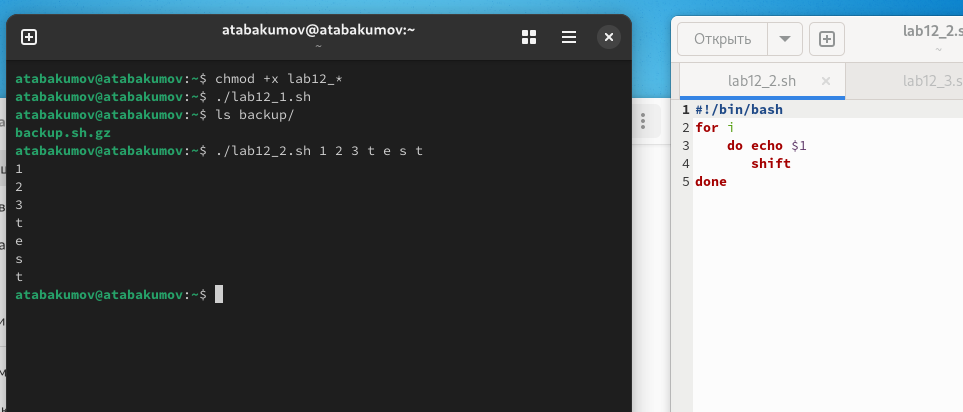 atabakumov@atabakumov:~
~
atabakumov@atabakumov:~$ chmod +x lab12_*
atabakumov@atabakumov:~$ ./lab12_1.sh
atabakumov@atabakumov:~$ ls backup/
backup.sh.gz
atabakumov@atabakumov:~$ ./lab12_2.sh 1 2 3 t e s t
1
2
3
t
e
s
t
atabakumov@atabakumov:~$
Открыть
lab12_2.s
~
lab12_2.sh
lab12_3.s
1 #!/bin/bash
2 for i
3     do echo $1
4        shift
5 done